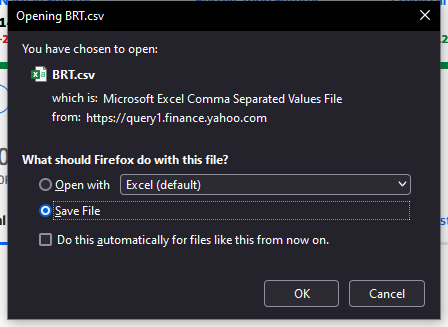 Opening BRT.csv
You have chosen to open:
BRT.csv
which is: Microsoft Excel Comma Separated Values File
from: https://query1.finance.yahoo.com
What should Firefox do with this file?
Open with Excel (default)
Save File
Do this automatically for files like this from now on.
OK Cancel